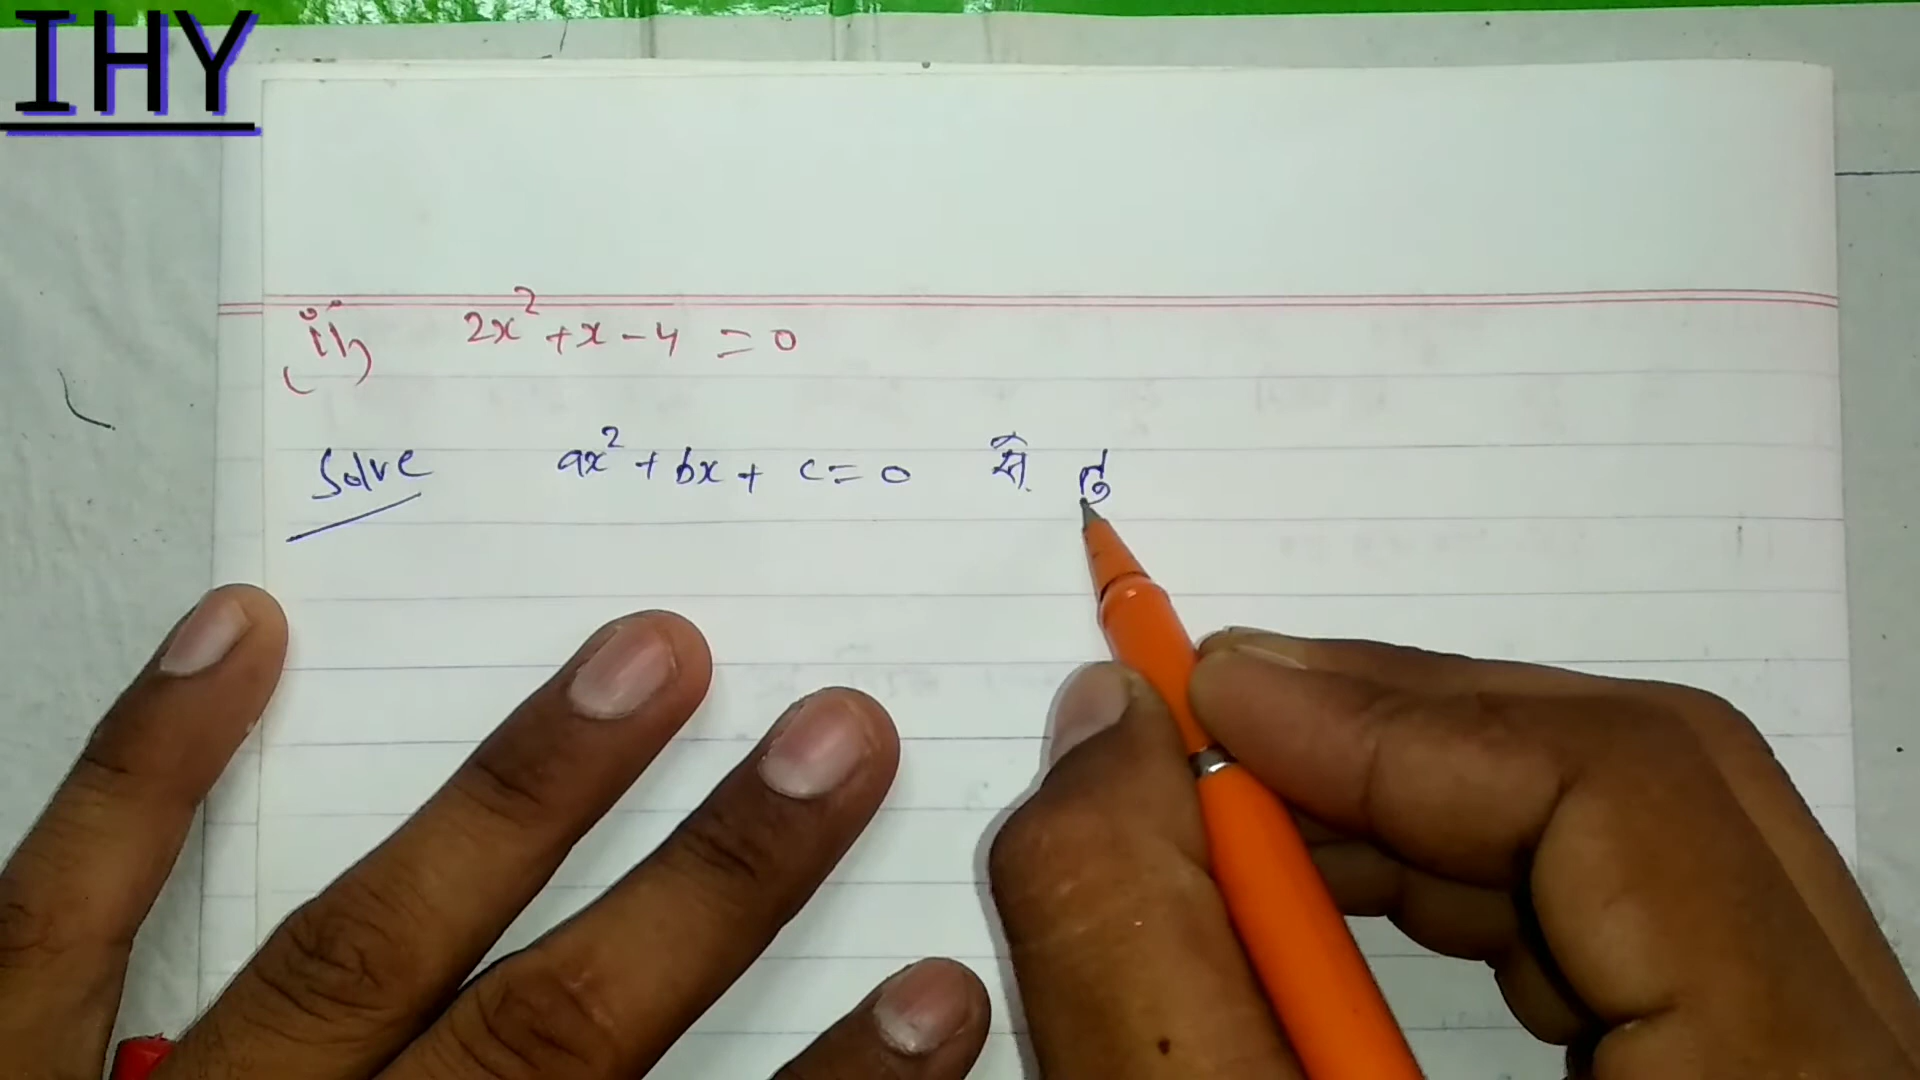 IHY
(ii) 2x² + x - 4 = 0
Solve ax² + bx + c = 0 से